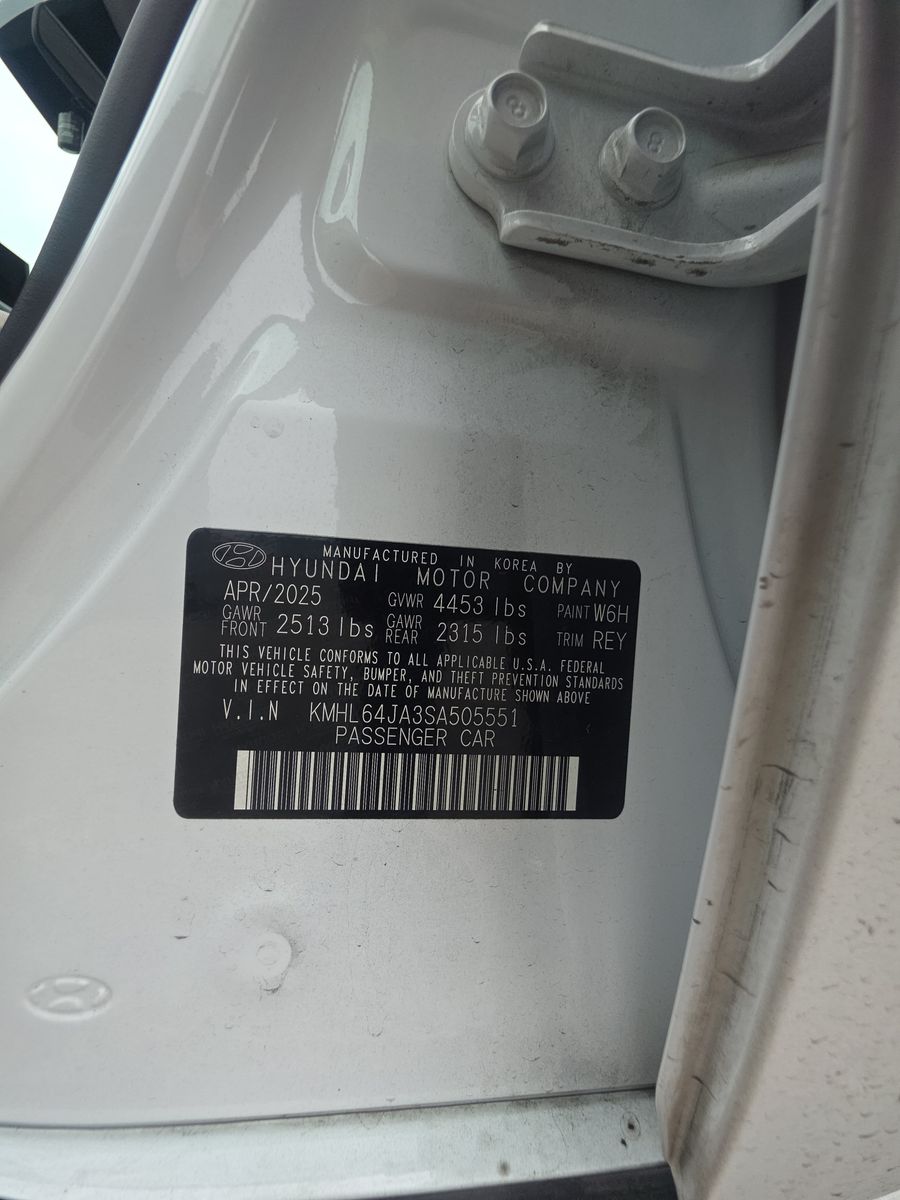 MANUFACTURED IN KOREA BY
HYUNDAI MOTOR COMPANY
APR/2025 GVWR 4453 lbs PAINT W6H
GAWR FRONT 2513 lbs GAWR REAR 2315 lbs TRIM REY
THIS VEHICLE CONFORMS TO ALL APPLICABLE U.S.A. FEDERAL
MOTOR VEHICLE SAFETY, BUMPER, AND THEFT PREVENTION STANDARDS
IN EFFECT ON THE DATE OF MANUFACTURE SHOWN ABOVE
V.I.N KMHL64JA3SA505551
PASSENGER CAR